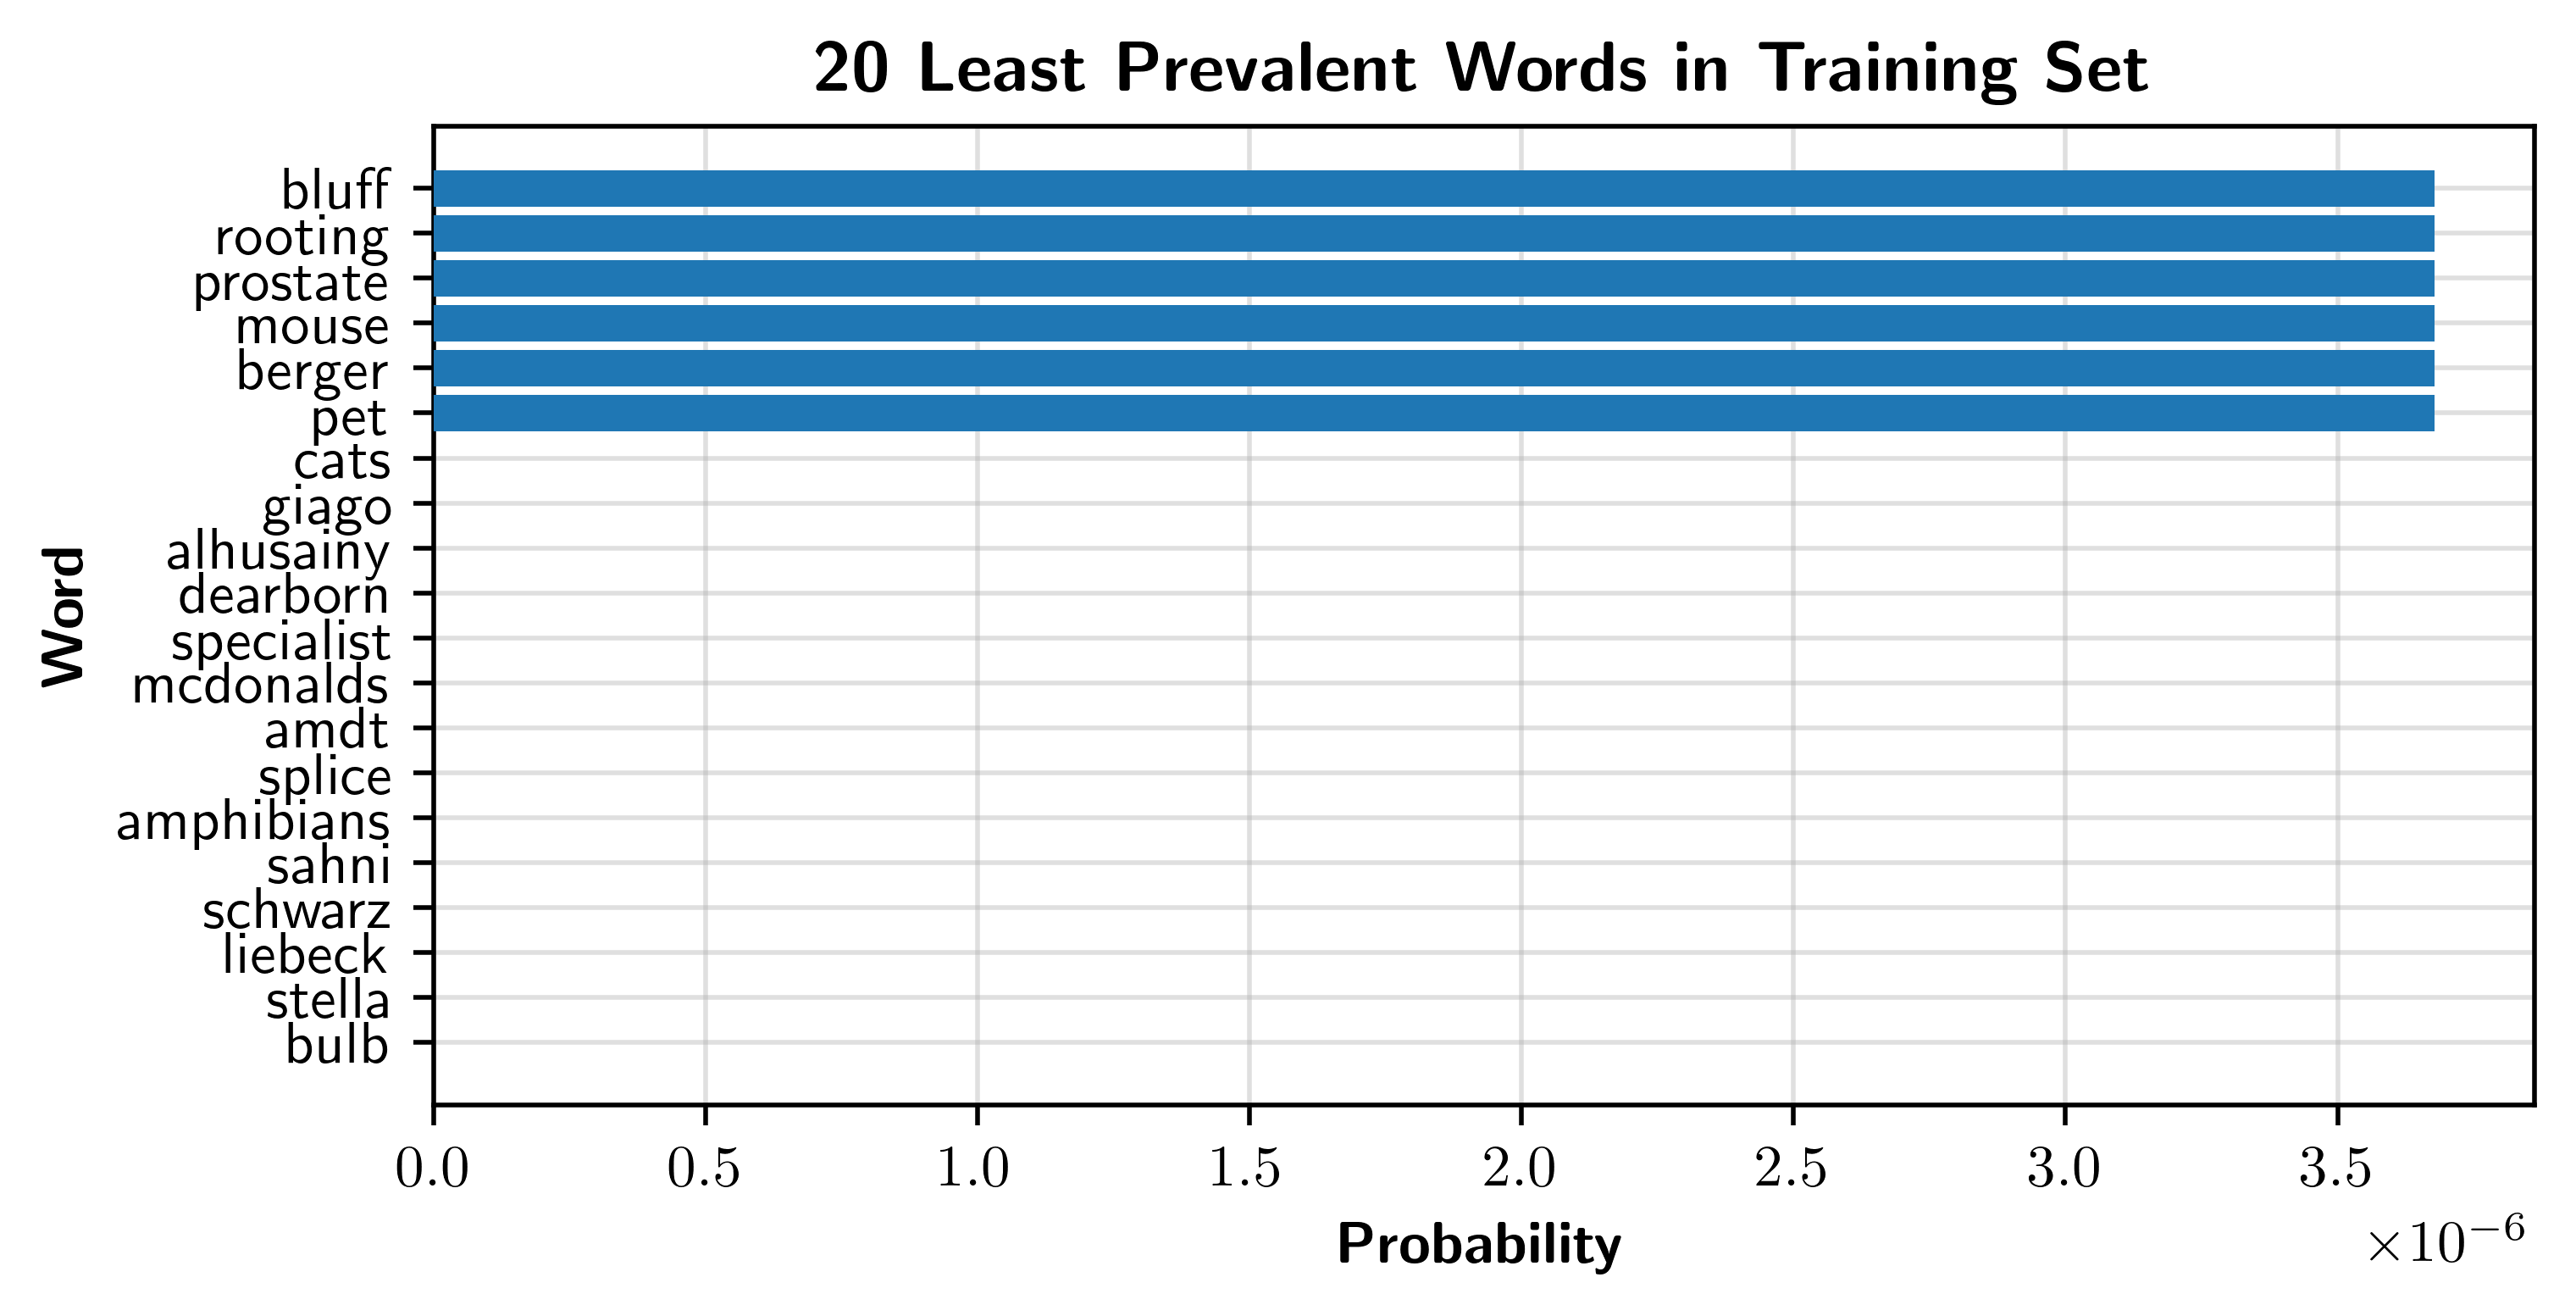 20 Least Prevalent Words in Training Set
Word
bluff
rooting
prostate
mouse
berger
pet
cats
giago
alhusainy
dearborn
specialist
mcdonalds
amdt
splice
amphibians
sahni
schwarz
liebeck
stella
bulb
0.0 0.5 1.0 1.5 2.0 2.5 3.0 3.5
Probability
×10⁻⁶